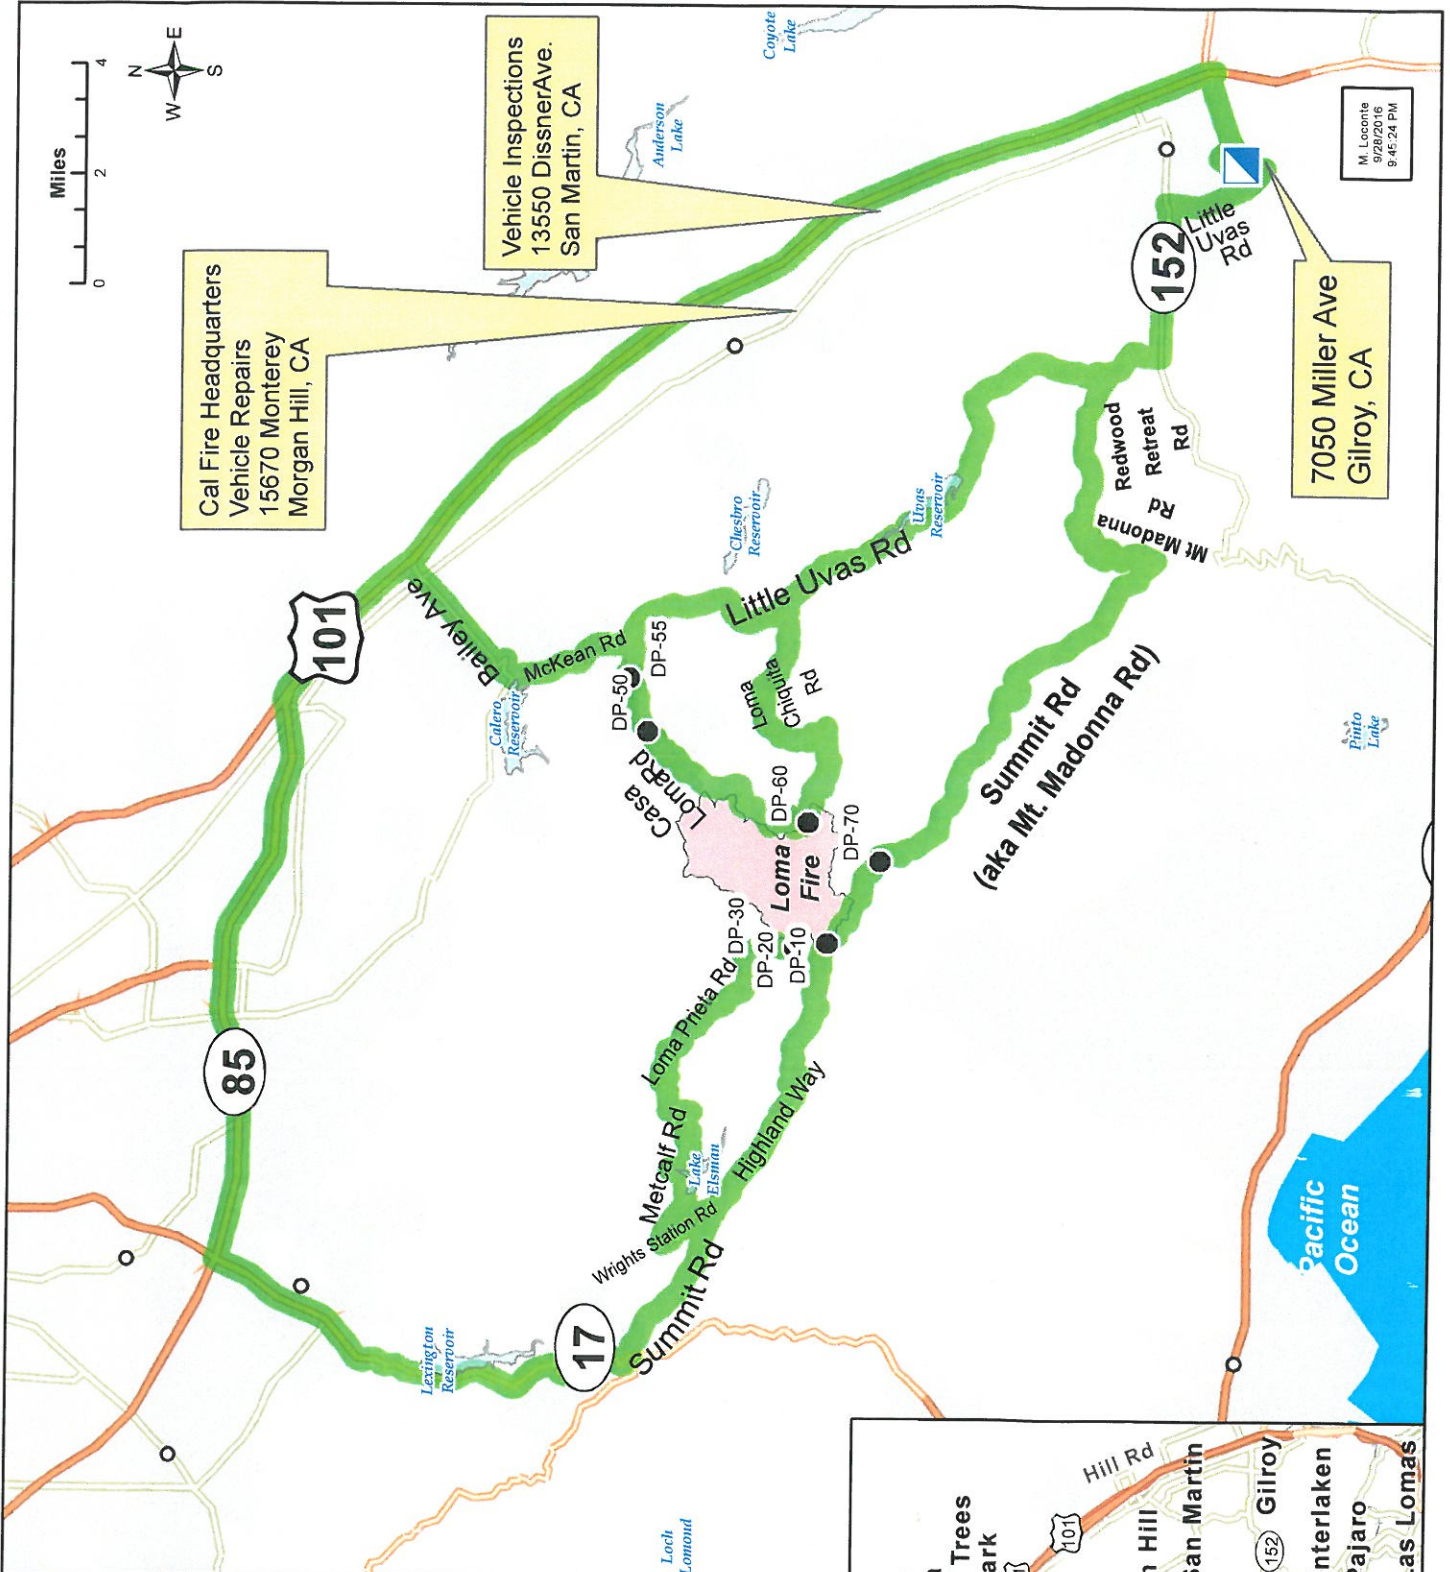 N
E
S
W
Miles
0
2
4
Cal Fire Headquarters
Vehicle Repairs
15670 Monterey
Morgan Hill, CA
Vehicle Inspections
13550 DissnerAve.
San Martin, CA
Coyote
Lake
Anderson
Lake
M. Loconte
9/28/2016
9:45:24 PM
101
Bailey Ave
Calero
Reservoir
McKean Rd
DP-55
DP-50
Chesbro
Reservoir
Little Uvas Rd
Uvas
Reservoir
152
Little
Uvas
Rd
7050 Miller Ave
Gilroy, CA
Redwood
Retreat
Rd
Mt Madonna
Rd
Loma
Chiquita
Rd
Casa
Loma Rd
DP-60
DP-70
Loma
Fire
DP-30
DP-20
DP-10
Summit Rd
(aka Mt. Madonna Rd)
Pinto
Lake
85
Loma Prieta Rd
Metcalf Rd
Lake
Elsman
Highland Way
Wrights Station Rd
Summit Rd
17
Lexington
Reservoir
Pacific
Ocean
Loch
Lomond
Trees
ark
Hill Rd
101
n Hill
San Martin
152
Gilroy
nterlaken
Pajaro
as Lomas